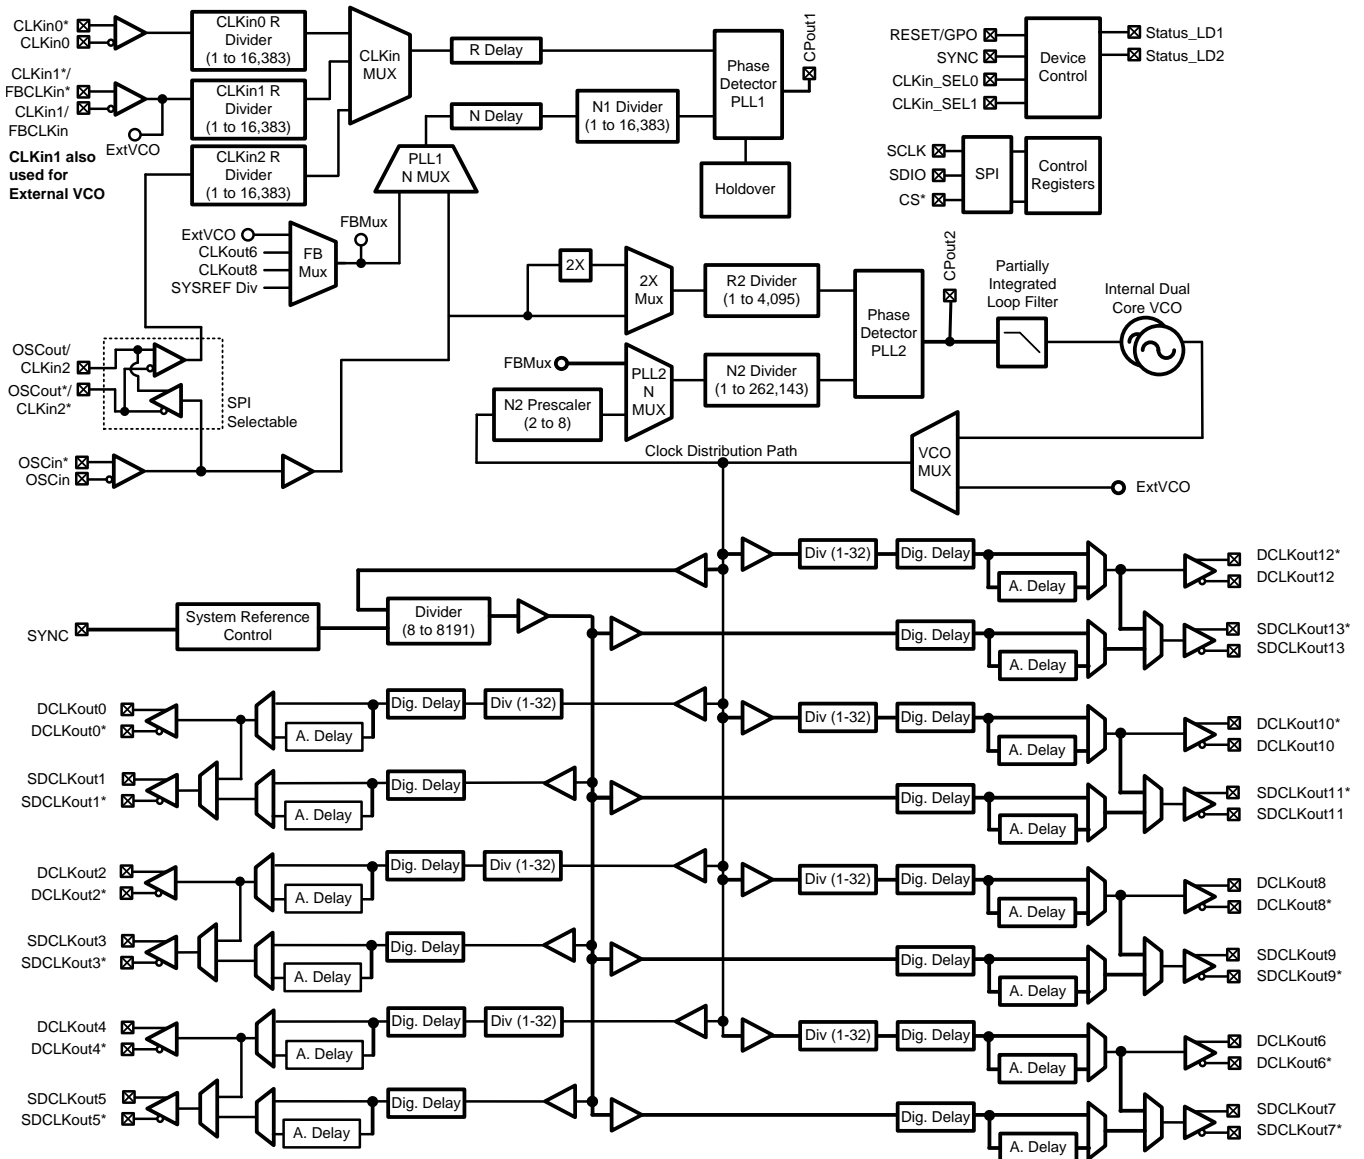 CLKin0*
CLKin0
CLKin0 R
Divider
(1 to 16,383)
CLKin
MUX
R Delay
Phase
Detector
PLL1
CPout1
CLKin1*/
FBCLKin*
CLKin1/
FBCLKin
CLKin1 R
Divider
(1 to 16,383)
ExtVCO
CLKin1 also
used for
External VCO
CLKin2 R
Divider
(1 to 16,383)
N Delay
N1 Divider
(1 to 16,383)
PLL1
N MUX
Holdover
RESET/GPO
SYNC
CLKin_SEL0
CLKin_SEL1
Device
Control
Status_LD1
Status_LD2
SCLK
SDIO
CS*
SPI
Control
Registers
ExtVCO
CLKout6
CLKout8
SYSREF Div
FB
Mux
FBMux
2X
2X
Mux
R2 Divider
(1 to 4,095)
Phase
Detector
PLL2
CPout2
Partially
Integrated
Loop Filter
Internal Dual
Core VCO
OSCout/
CLKin2
OSCout*/
CLKin2*
SPI
Selectable
FBMux
PLL2
N
MUX
N2 Divider
(1 to 262,143)
N2 Prescaler
(2 to 8)
OSCin*
OSCin
Clock Distribution Path
VCO
MUX
ExtVCO
Div (1-32)
Dig. Delay
A. Delay
DCLKout12*
DCLKout12
SYNC
System Reference
Control
Divider
(8 to 8191)
Dig. Delay
A. Delay
SDCLKout13*
SDCLKout13
DCLKout0
DCLKout0*
A. Delay
Dig. Delay
Div (1-32)
Div (1-32)
Dig. Delay
A. Delay
DCLKout10*
DCLKout10
SDCLKout1
SDCLKout1*
A. Delay
Dig. Delay
Dig. Delay
A. Delay
SDCLKout11*
SDCLKout11
DCLKout2
DCLKout2*
A. Delay
Dig. Delay
Div (1-32)
Div (1-32)
Dig. Delay
A. Delay
DCLKout8
DCLKout8*
SDCLKout3
SDCLKout3*
A. Delay
Dig. Delay
Dig. Delay
A. Delay
SDCLKout9
SDCLKout9*
DCLKout4
DCLKout4*
A. Delay
Dig. Delay
Div (1-32)
Div (1-32)
Dig. Delay
A. Delay
DCLKout6
DCLKout6*
SDCLKout5
SDCLKout5*
A. Delay
Dig. Delay
Dig. Delay
A. Delay
SDCLKout7
SDCLKout7*